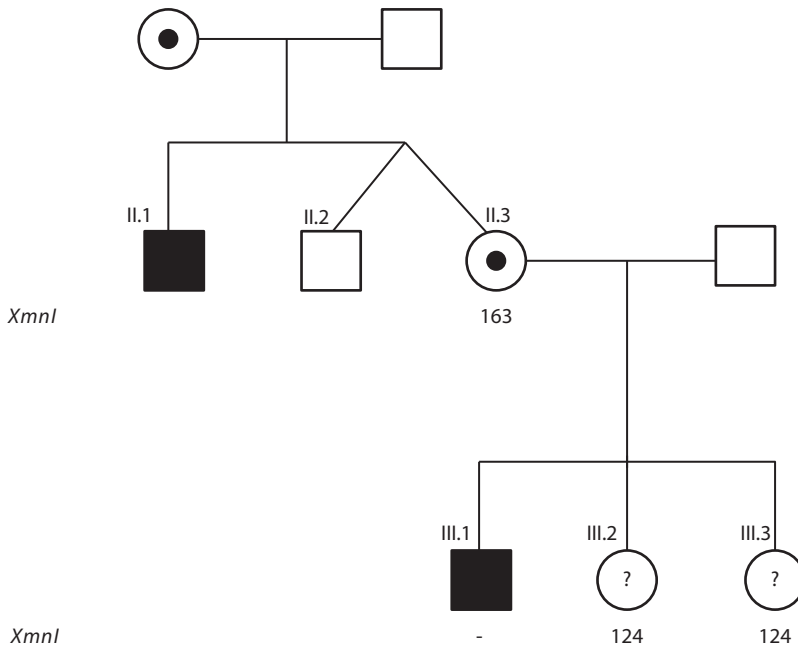 II.1 II.2 II.3
XmnI 163
III.1 III.2 III.3
? ?
XmnI - 124 124